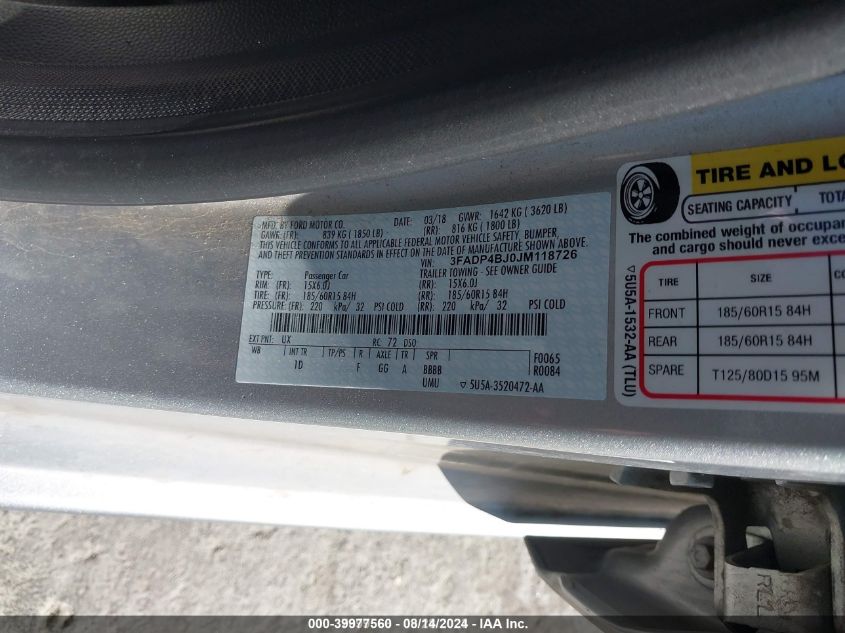 MFD. BY FORD MOTOR CO.
DATE: 03/18 GVWR: 1642 KG ( 3620 LB)
GAWR: (FR): 839 KG ( 1850 LB) (RR): 816 KG ( 1800 LB)
THIS VEHICLE CONFORMS TO ALL APPLICABLE FEDERAL MOTOR VEHICLE SAFETY, BUMPER,
AND THEFT PREVENTION STANDARDS IN EFFECT ON THE DATE OF MANUFACTURE SHOWN ABOVE.
VIN: 3FADP4BJ0JM118726
TYPE: Passenger Car TRAILER TOWING - SEE OWNER GUIDE
RIM: (FR) 15X6.0J (RR): 15X6.0J
TIRE: (FR) 185/60R15 84H (RR): 185/60R15 84H
PRESSURE: (FR): 220 kPa/ 32 PSI COLD (RR): 220 kPa/ 32 PSI COLD
EXT PNT: UX RC: 72 DSO:
WB INT TR TP/PS R AXLE TR SPR F0065
1D F GG A BBBB R0084
UMU ▽5U5A-3520472-AA
TIRE AND LO
SEATING CAPACITY TOTA
The combined weight of occupa
and cargo should never exce
TIRE SIZE
FRONT 185/60R15 84H
REAR 185/60R15 84H
SPARE T125/80D15 95M
▽5U5A-1532-AA (TLU)
000-39977560 - 08/14/2024 - IAA Inc.